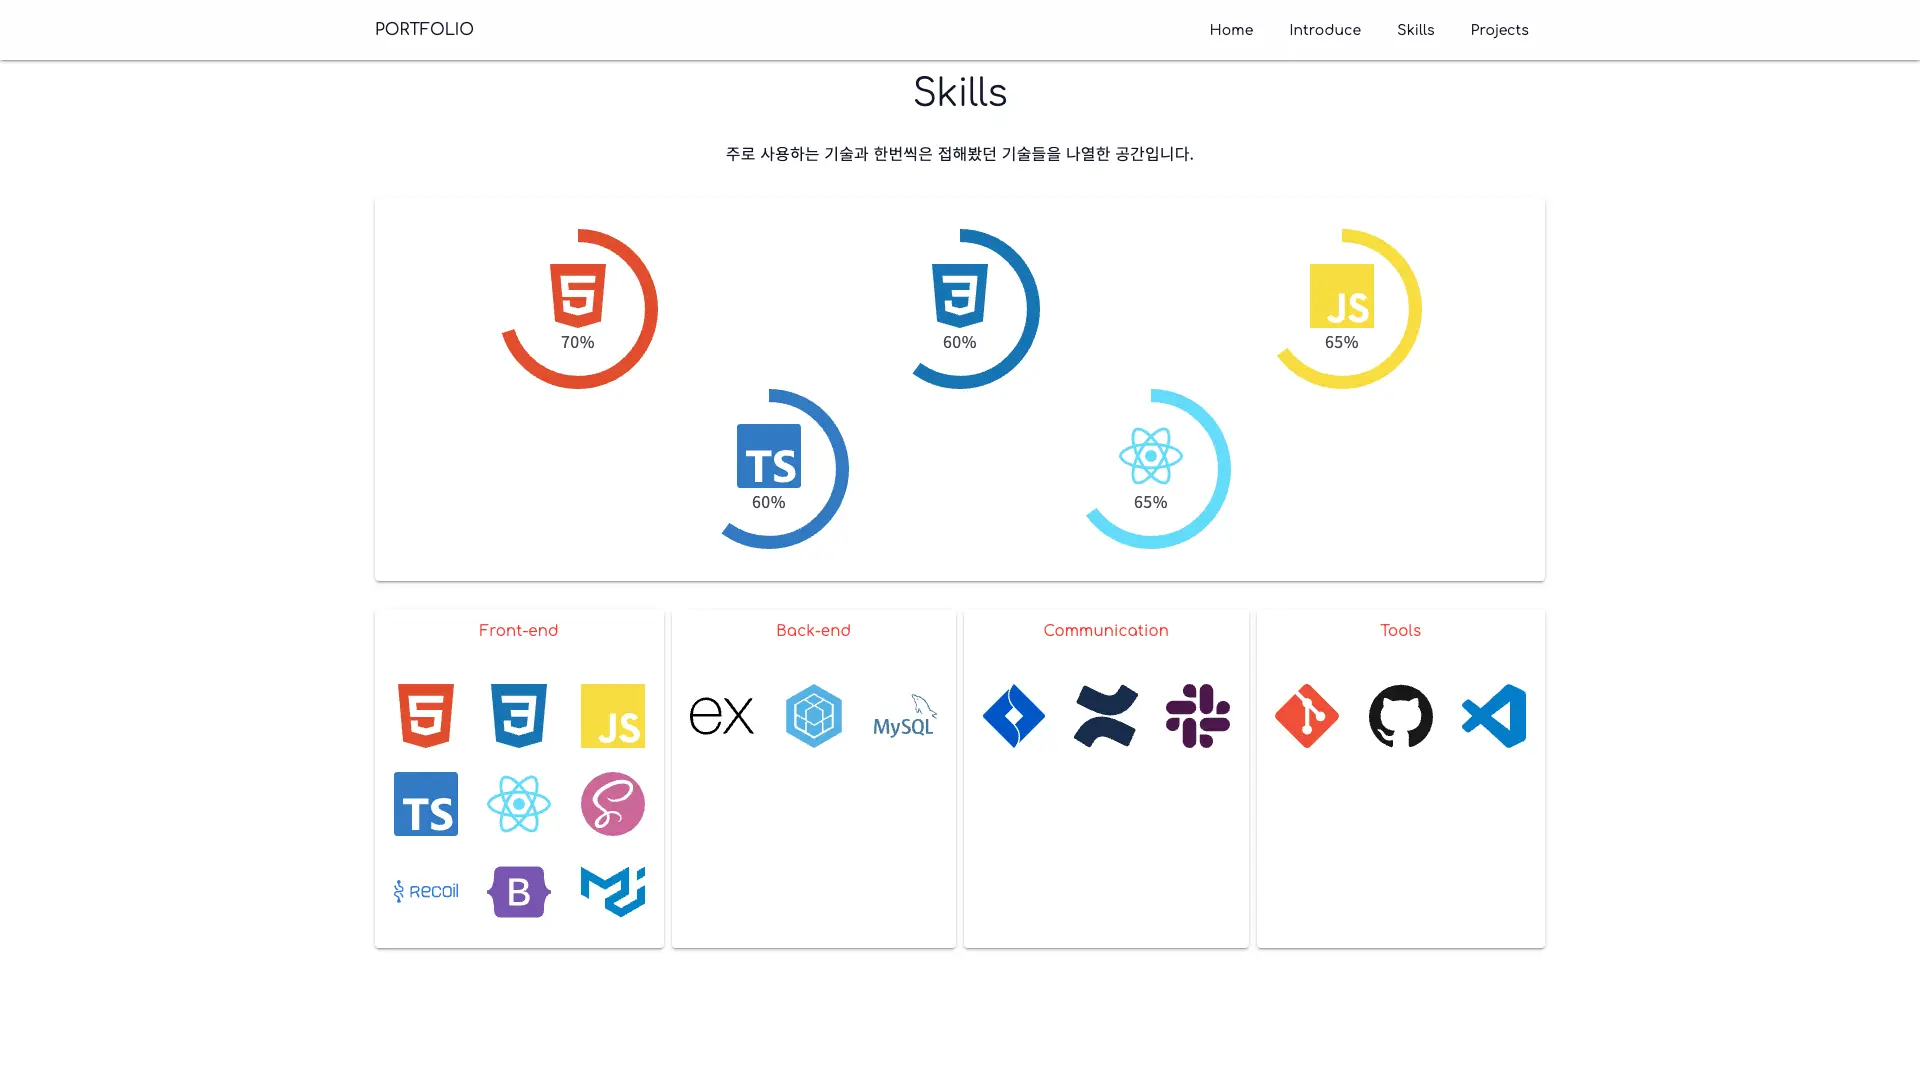 PORTFOLIO
Home
Introduce
Skills
Projects
Skills
주로 사용하는 기술과 한번씩은 접해봤던 기술들을 나열한 공간입니다.
5
70%
3
60%
JS
65%
TS
60%
65%
Front-end
5
3
JS
TS
RECOIL
B
Back-end
ex
MySQL
Communication
Tools